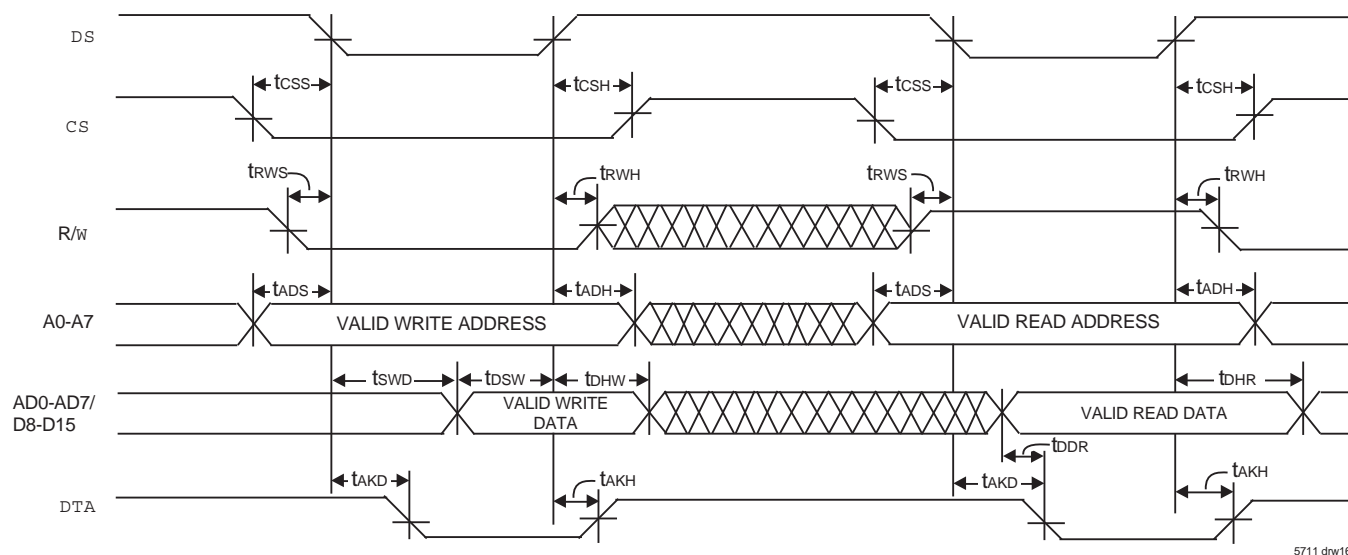 DS
tCSS tCSH tCSS tCSH
CS
tRWS tRWH tRWS tRWH
R/W
tADS tADH tADS tADH
A0-A7 VALID WRITE ADDRESS VALID READ ADDRESS
tSWD tDSW tDHW tDHR
AD0-AD7/
D8-D15
VALID WRITE
DATA
VALID READ DATA
tDDR
tAKD tAKH tAKD tAKH
DTA
5711 drw16